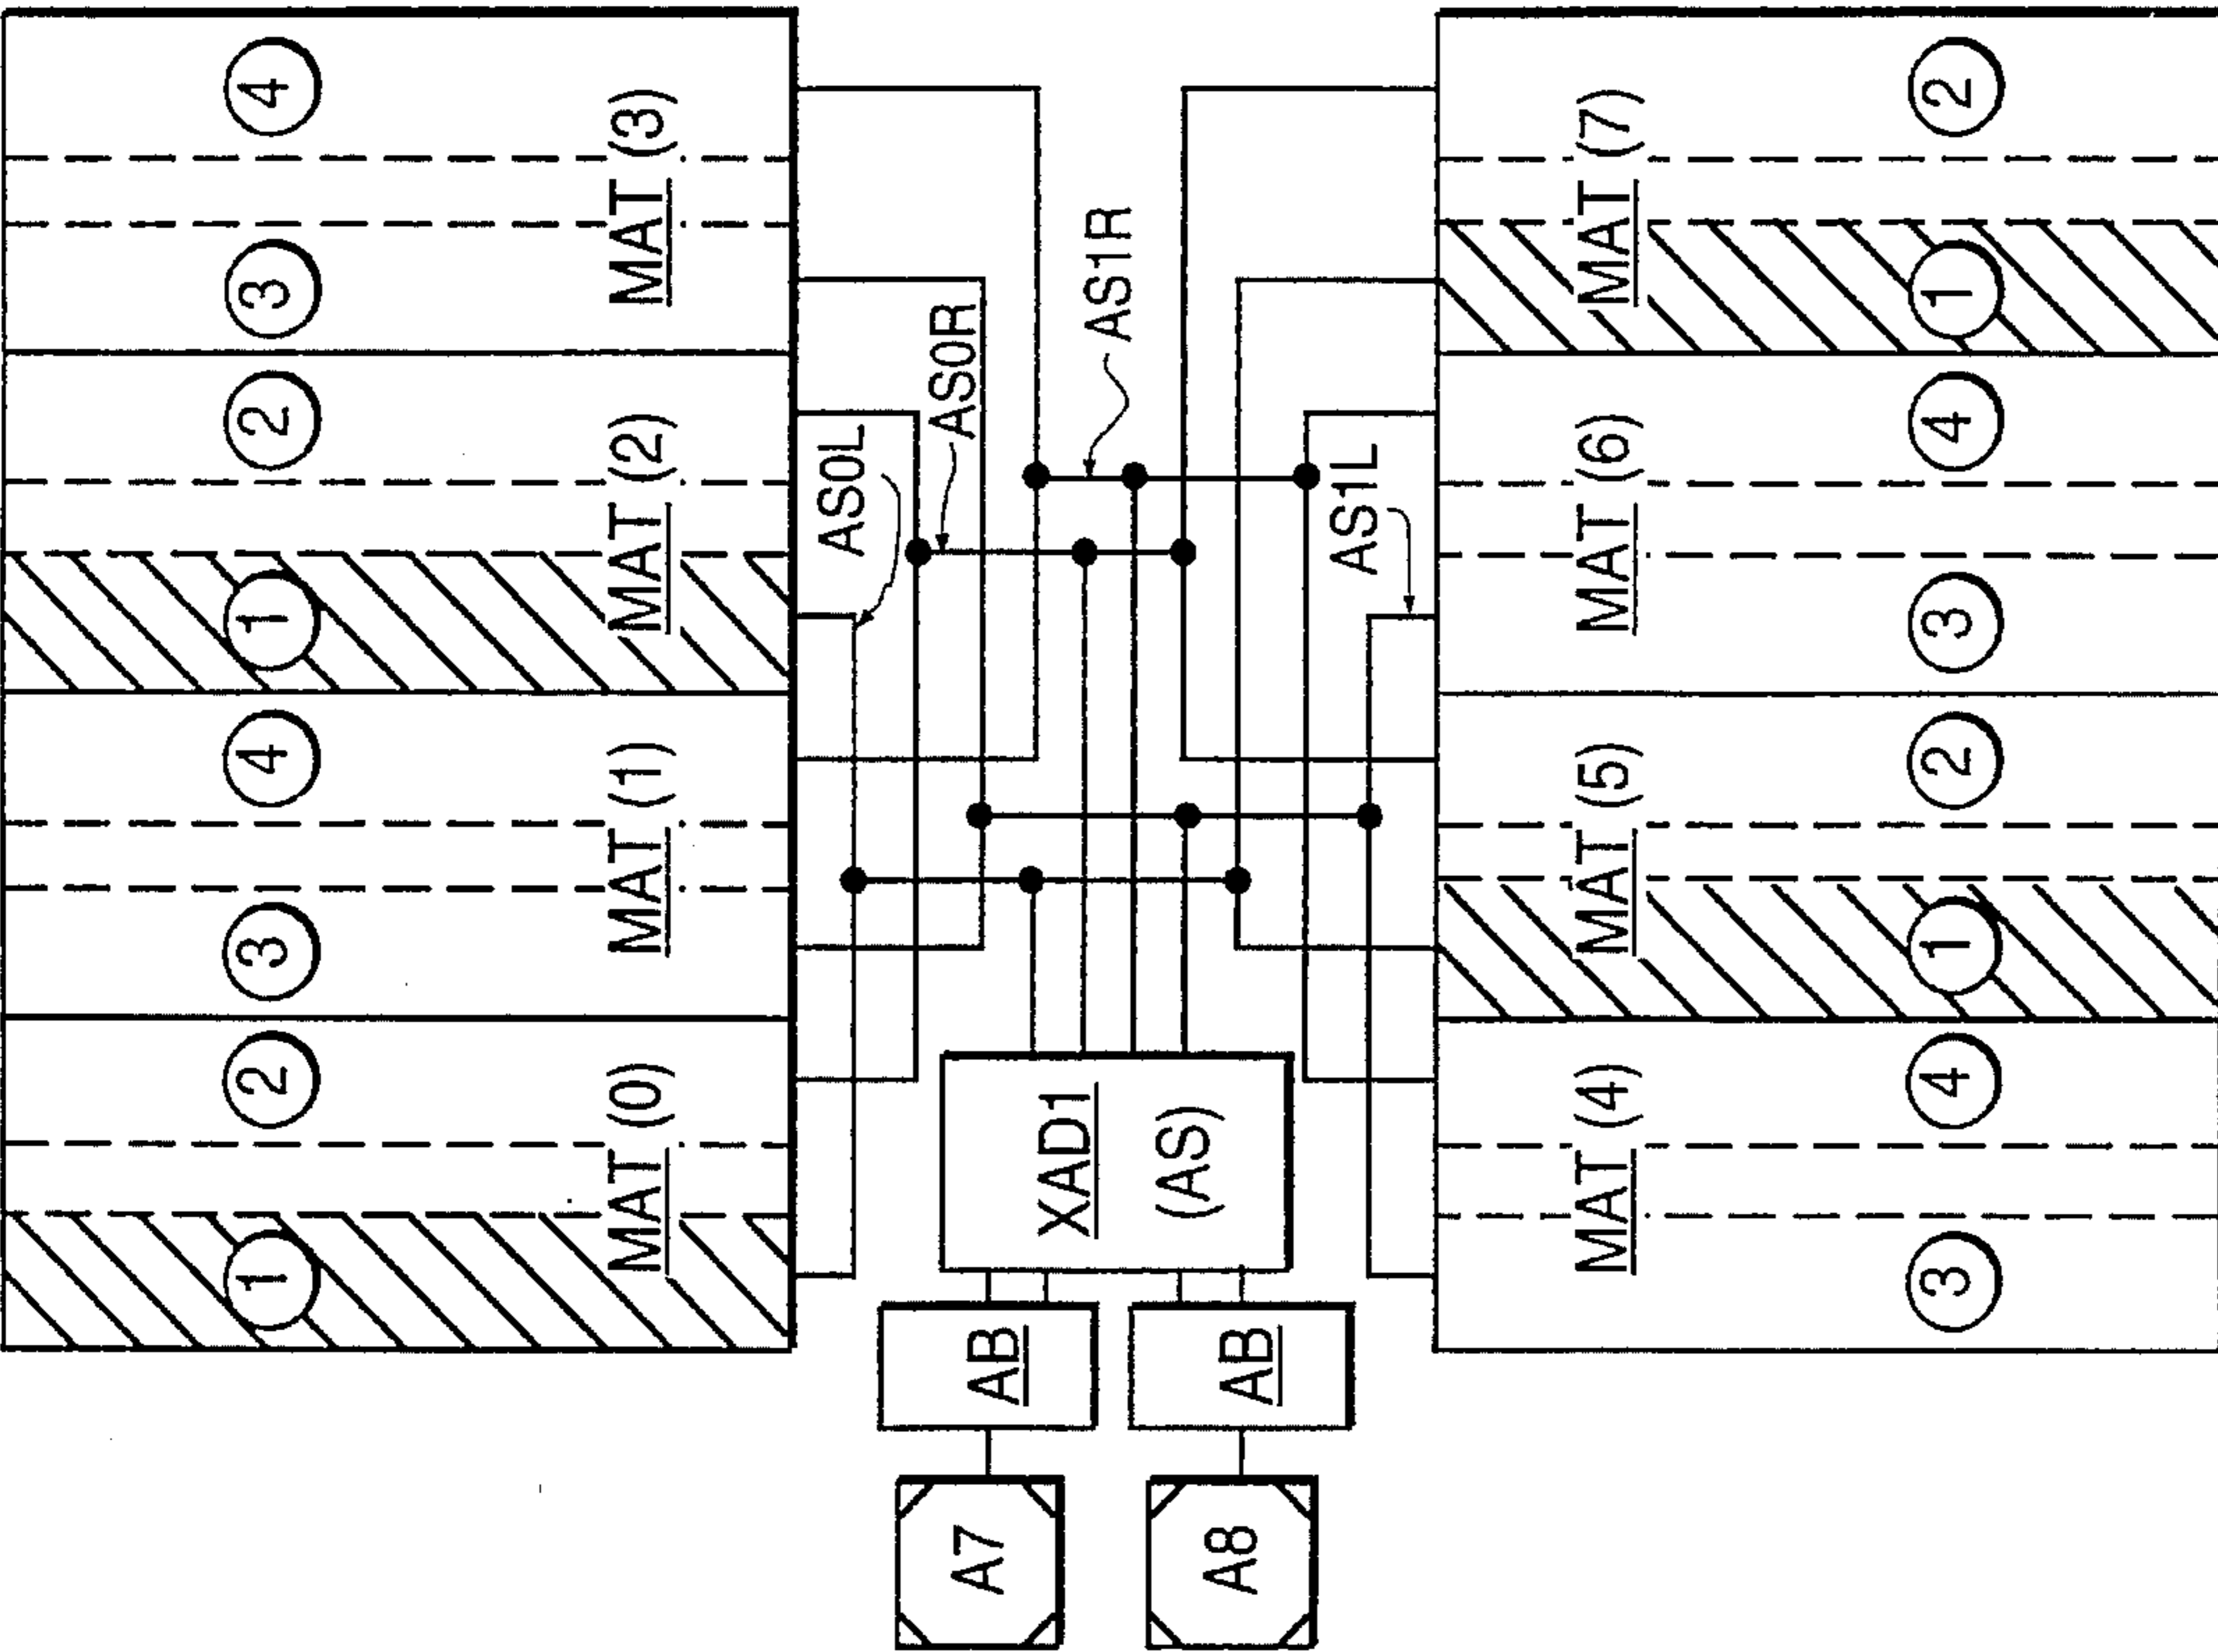 4
3
MAT (3)
2
1
MAT (2)
4
3
MAT (1)
2
1
MAT (0)
AS0L
AS0R
AS1R
AS1L
XAD1
(AS)
AB
AB
A7
A8
2
1
MAT (7)
4
3
MAT (6)
2
1
MAT (5)
4
3
MAT (4)